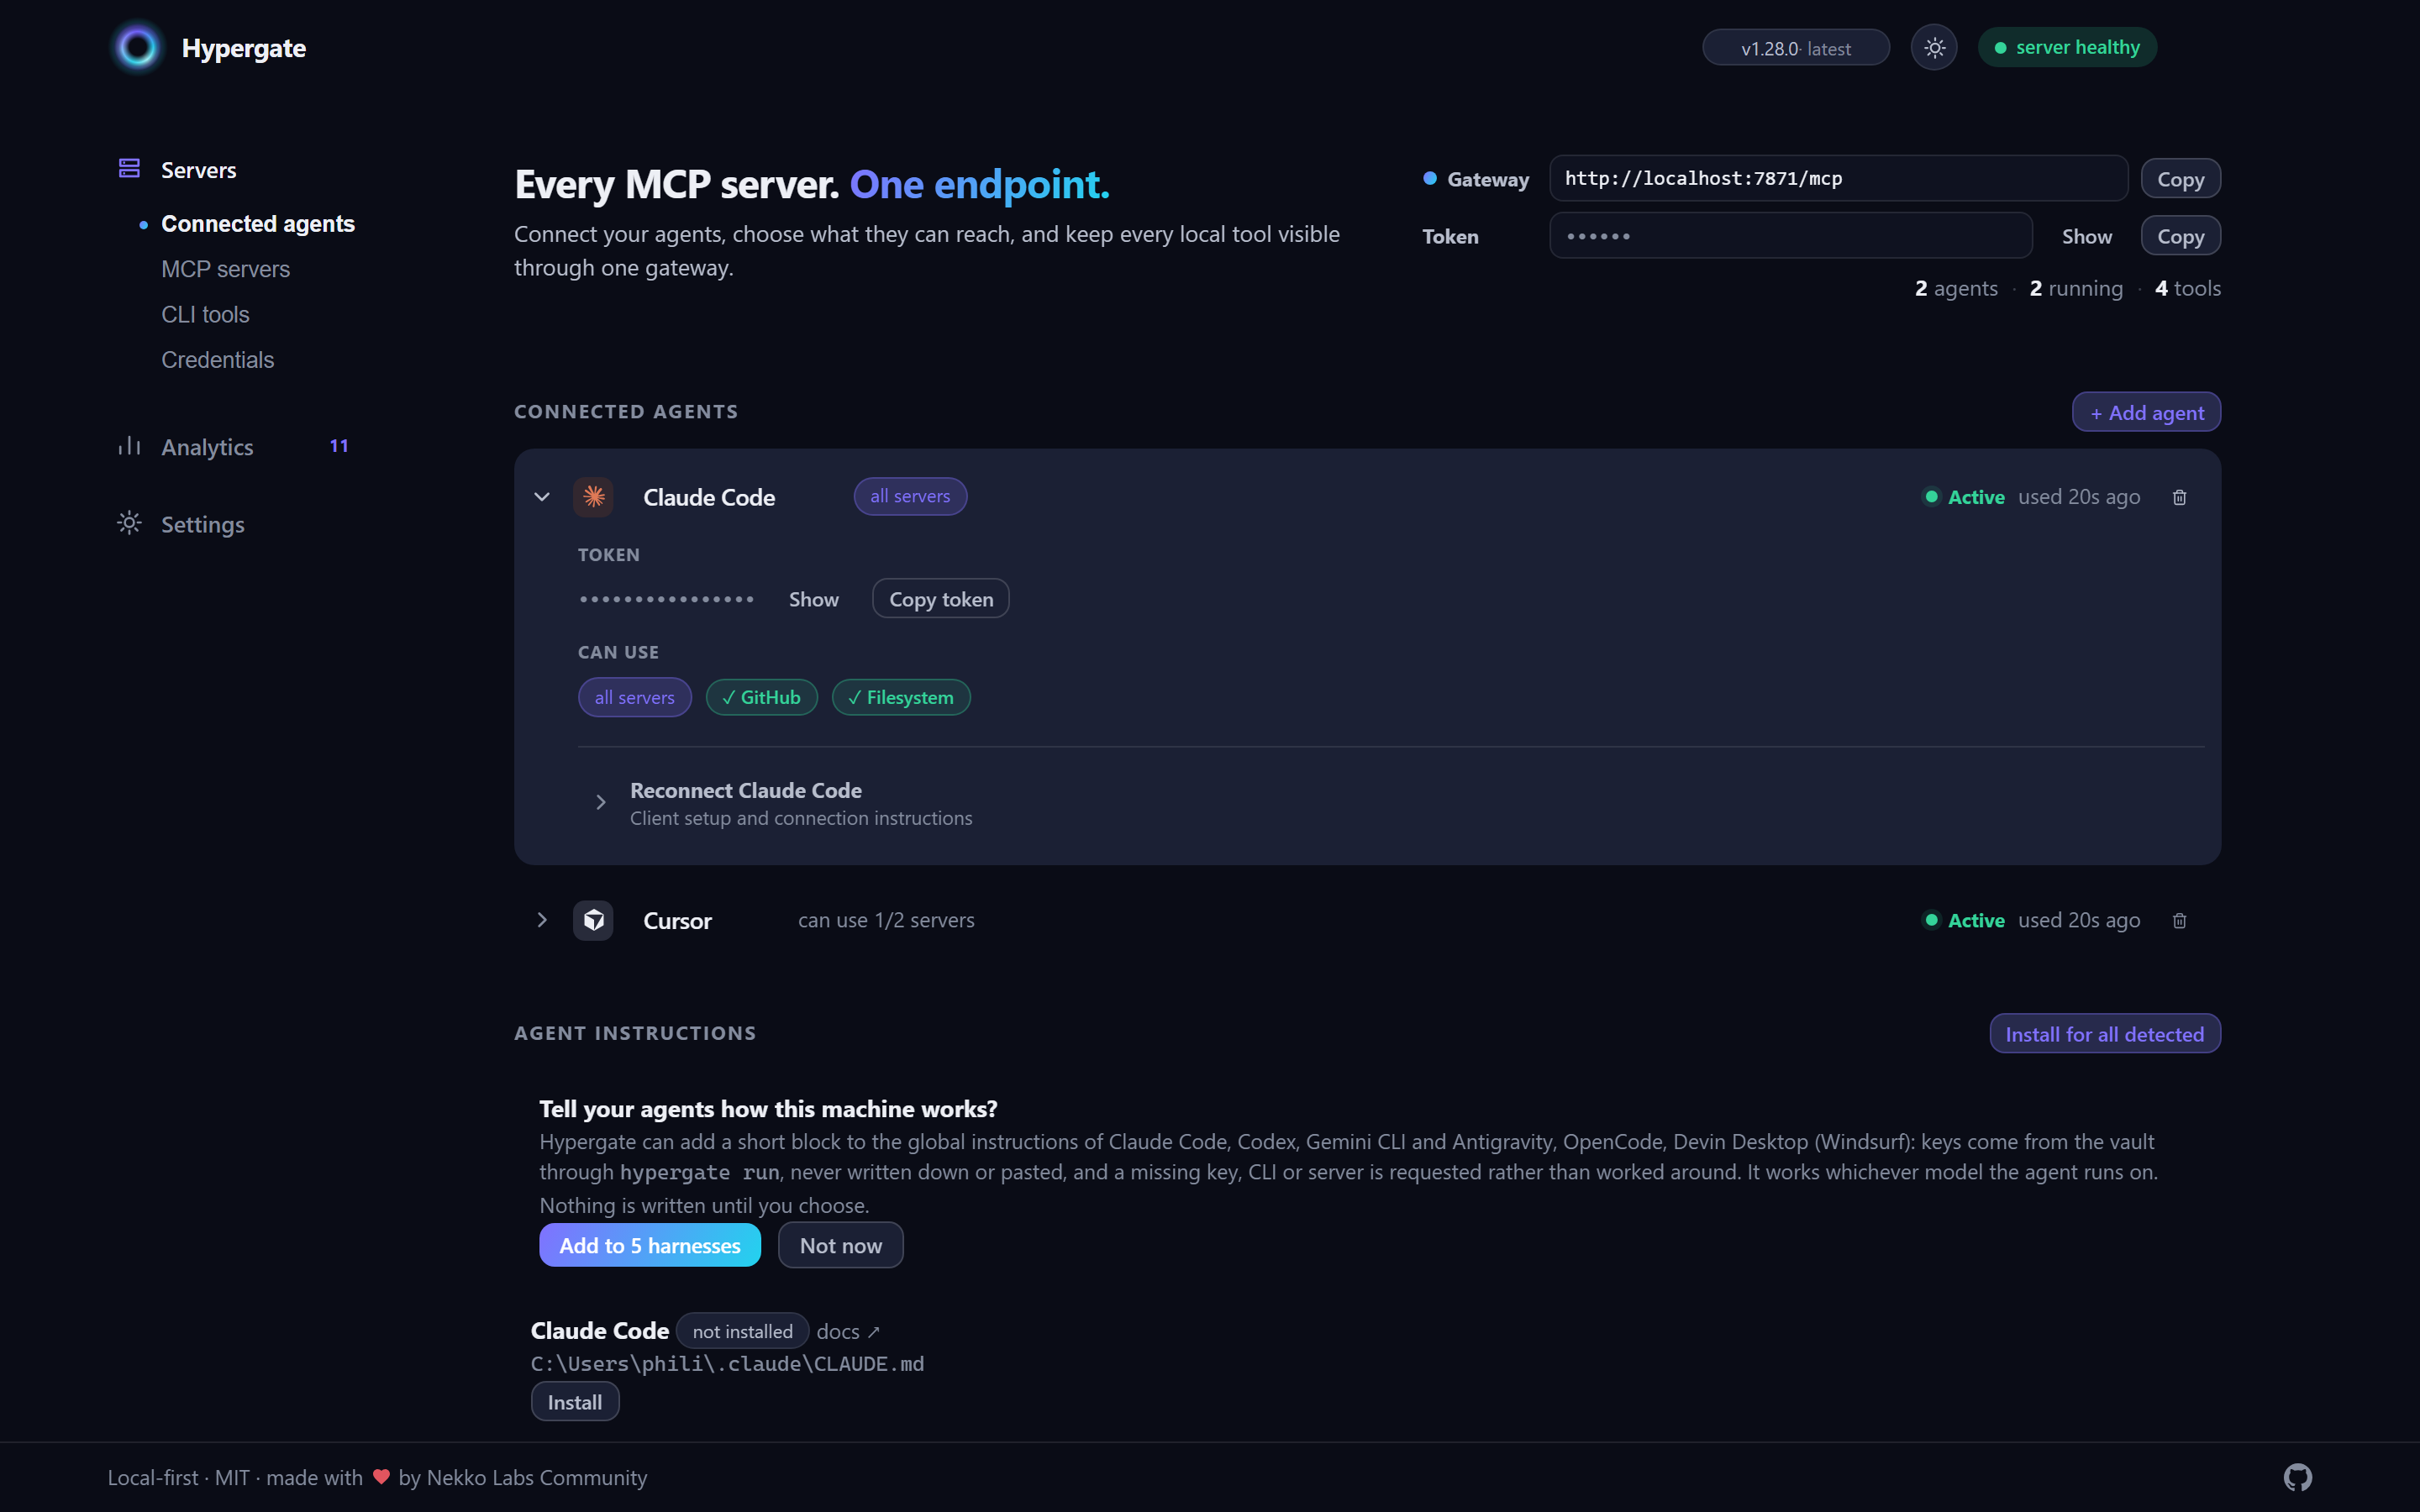 Hypergate
v1.28.0· latest
server healthy
Servers
Connected agents
MCP servers
CLI tools
Credentials
Analytics 11
Settings
Every MCP server. One endpoint.
Connect your agents, choose what they can reach, and keep every local tool visible
through one gateway.
Gateway http://localhost:7871/mcp Copy
Token •••••• Show Copy
2 agents · 2 running · 4 tools
CONNECTED AGENTS
+ Add agent
Claude Code all servers Active used 20s ago
TOKEN
•••••••••••••••• Show Copy token
CAN USE
all servers ✓ GitHub ✓ Filesystem
Reconnect Claude Code
Client setup and connection instructions
Cursor can use 1/2 servers Active used 20s ago
AGENT INSTRUCTIONS
Install for all detected
Tell your agents how this machine works?
Hypergate can add a short block to the global instructions of Claude Code, Codex, Gemini CLI and Antigravity, OpenCode, Devin Desktop (Windsurf): keys come from the vault
through hypergate run, never written down or pasted, and a missing key, CLI or server is requested rather than worked around. It works whichever model the agent runs on.
Nothing is written until you choose.
Add to 5 harnesses Not now
Claude Code not installed docs ↗
C:\Users\phili\.claude\CLAUDE.md
Install
Local-first · MIT · made with ❤ by Nekko Labs Community